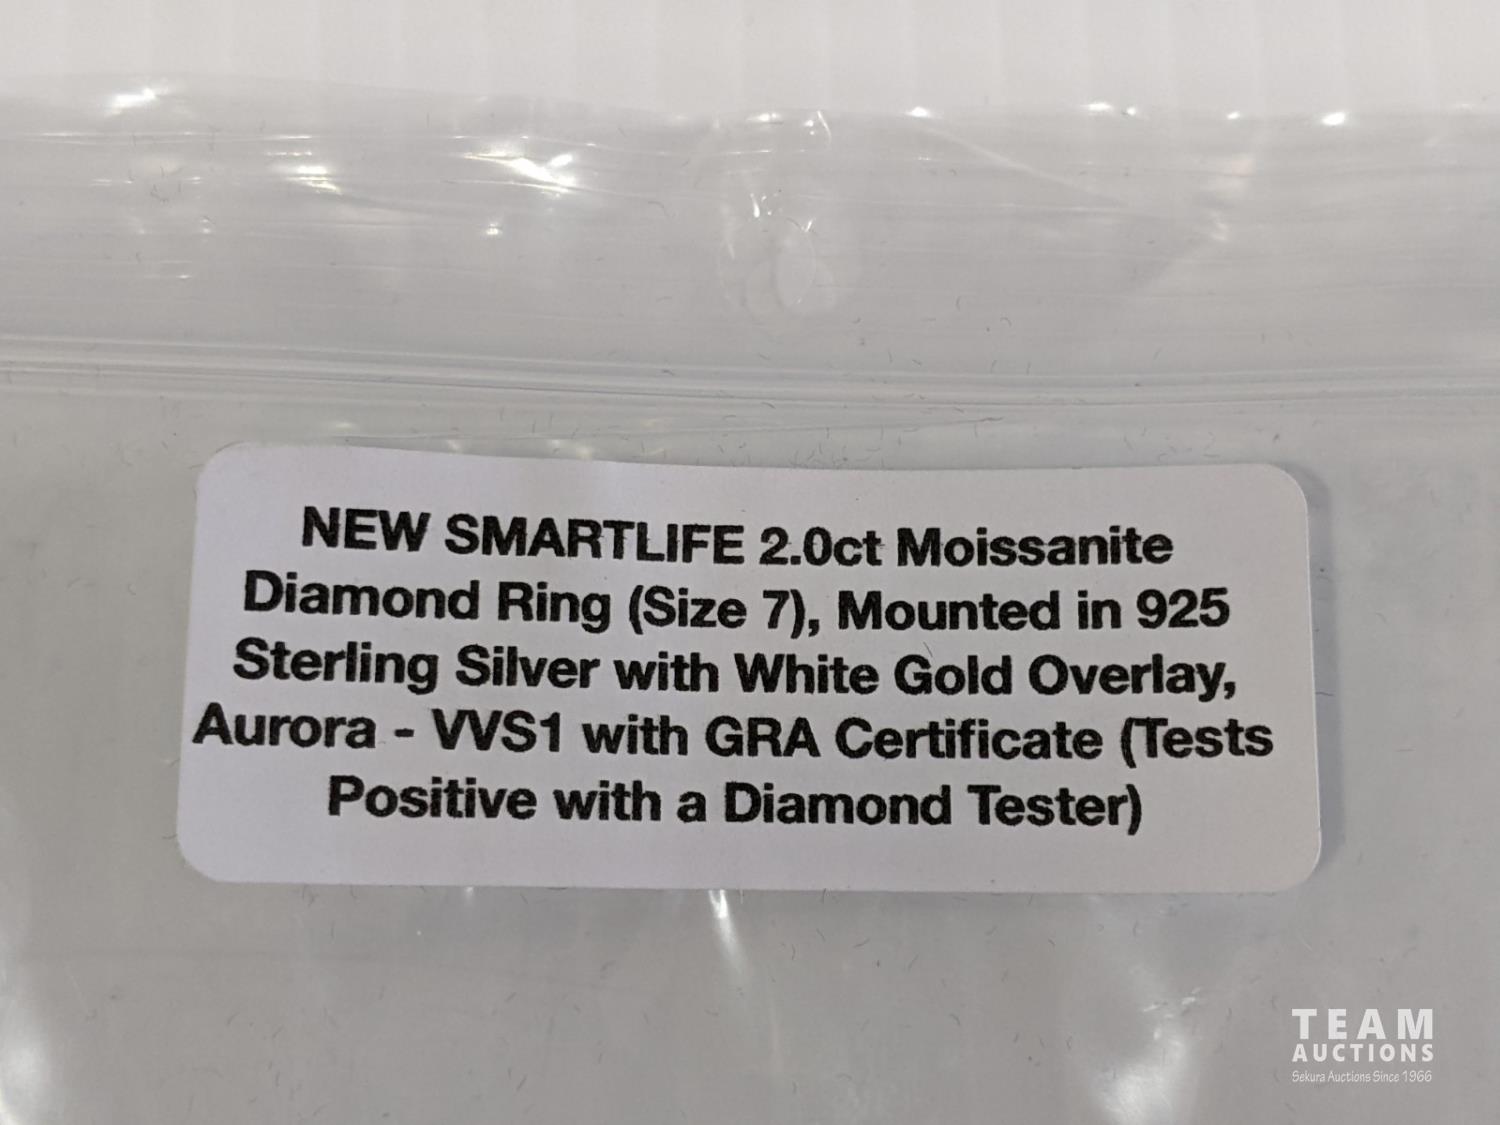 NEW SMARTLIFE 2.0ct Moissanite
Diamond Ring (Size 7), Mounted in 925
Sterling Silver with White Gold Overlay,
Aurora - VVS1 with GRA Certificate (Tests
Positive with a Diamond Tester)
TEAM
AUCTIONS
Sekura Auctions Since 1966